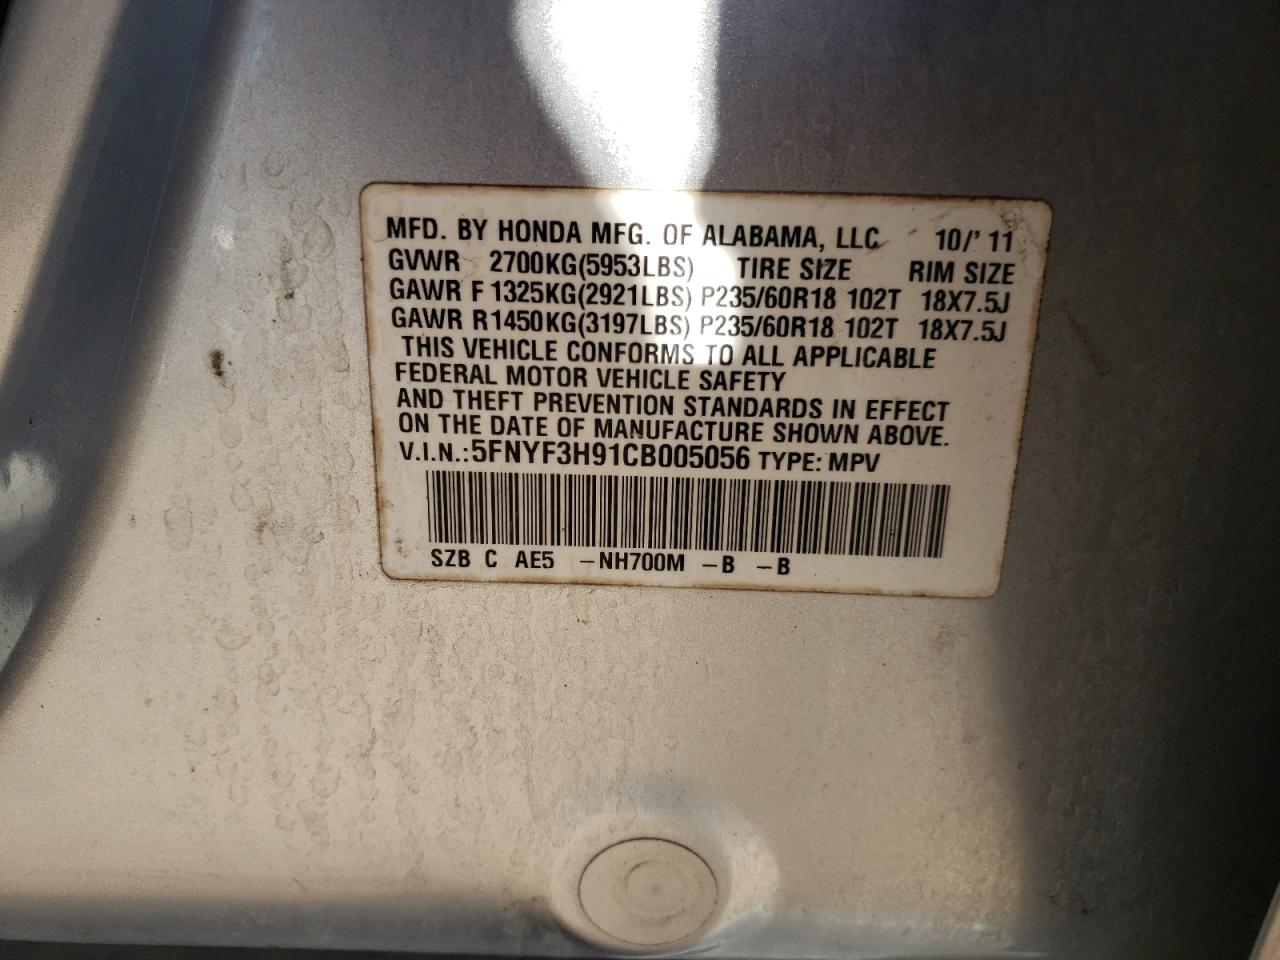 MFD. BY HONDA MFG. OF ALABAMA, LLC 10/'11
GVWR 2700KG(5953LBS) TIRE SIZE RIM SIZE
GAWR F 1325KG(2921LBS) P235/60R18 102T 18X7.5J
GAWR R1450KG(3197LBS) P235/60R18 102T 18X7.5J
THIS VEHICLE CONFORMS TO ALL APPLICABLE
FEDERAL MOTOR VEHICLE SAFETY
AND THEFT PREVENTION STANDARDS IN EFFECT
ON THE DATE OF MANUFACTURE SHOWN ABOVE.
V.I.N.:5FNYF3H91CB005056 TYPE: MPV
SZB C AE5 -NH700M -B -B